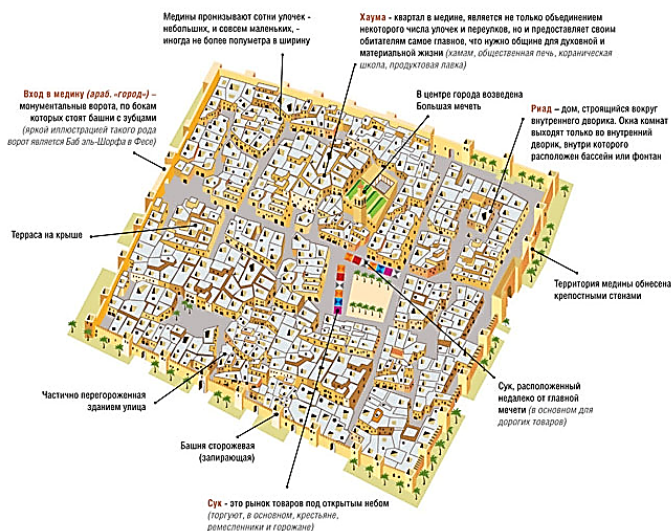 Медины пронизывают сотни улочек -
небольших, и совсем маленьких, -
иногда не более полуметра в ширину
Хаума - квартал в медине, является не только объединением
некоторого числа улочек и переулков, но и предоставляет своим
обитателям самое главное, что нужно общине для духовной и
материальной жизни (хамам, общественная печь, кораническая
школа, продуктовая лавка)
Вход в медину (араб. «город») –
монументальные ворота, по бокам
которых стоят башни с зубцами
(яркой иллюстрацией такого рода
ворот является Баб эль-Шорфа в Фесе)
В центре города возведена
Большая мечеть
Риад – дом, строящийся вокруг
внутреннего дворика. Окна комнат
выходят только во внутренний
дворик, внутри которого
расположен бассейн или фонтан
Терраса на крыше
Территория медины обнесена
крепостными стенами
Частично перегороженная
зданием улица
Сук, расположенный
недалеко от главной
мечети (в основном для
дорогих товаров)
Башня сторожевая
(запирающая)
Сук - это рынок товаров под открытым небом
(торгуют, в основном, крестьяне,
ремесленники и горожане)